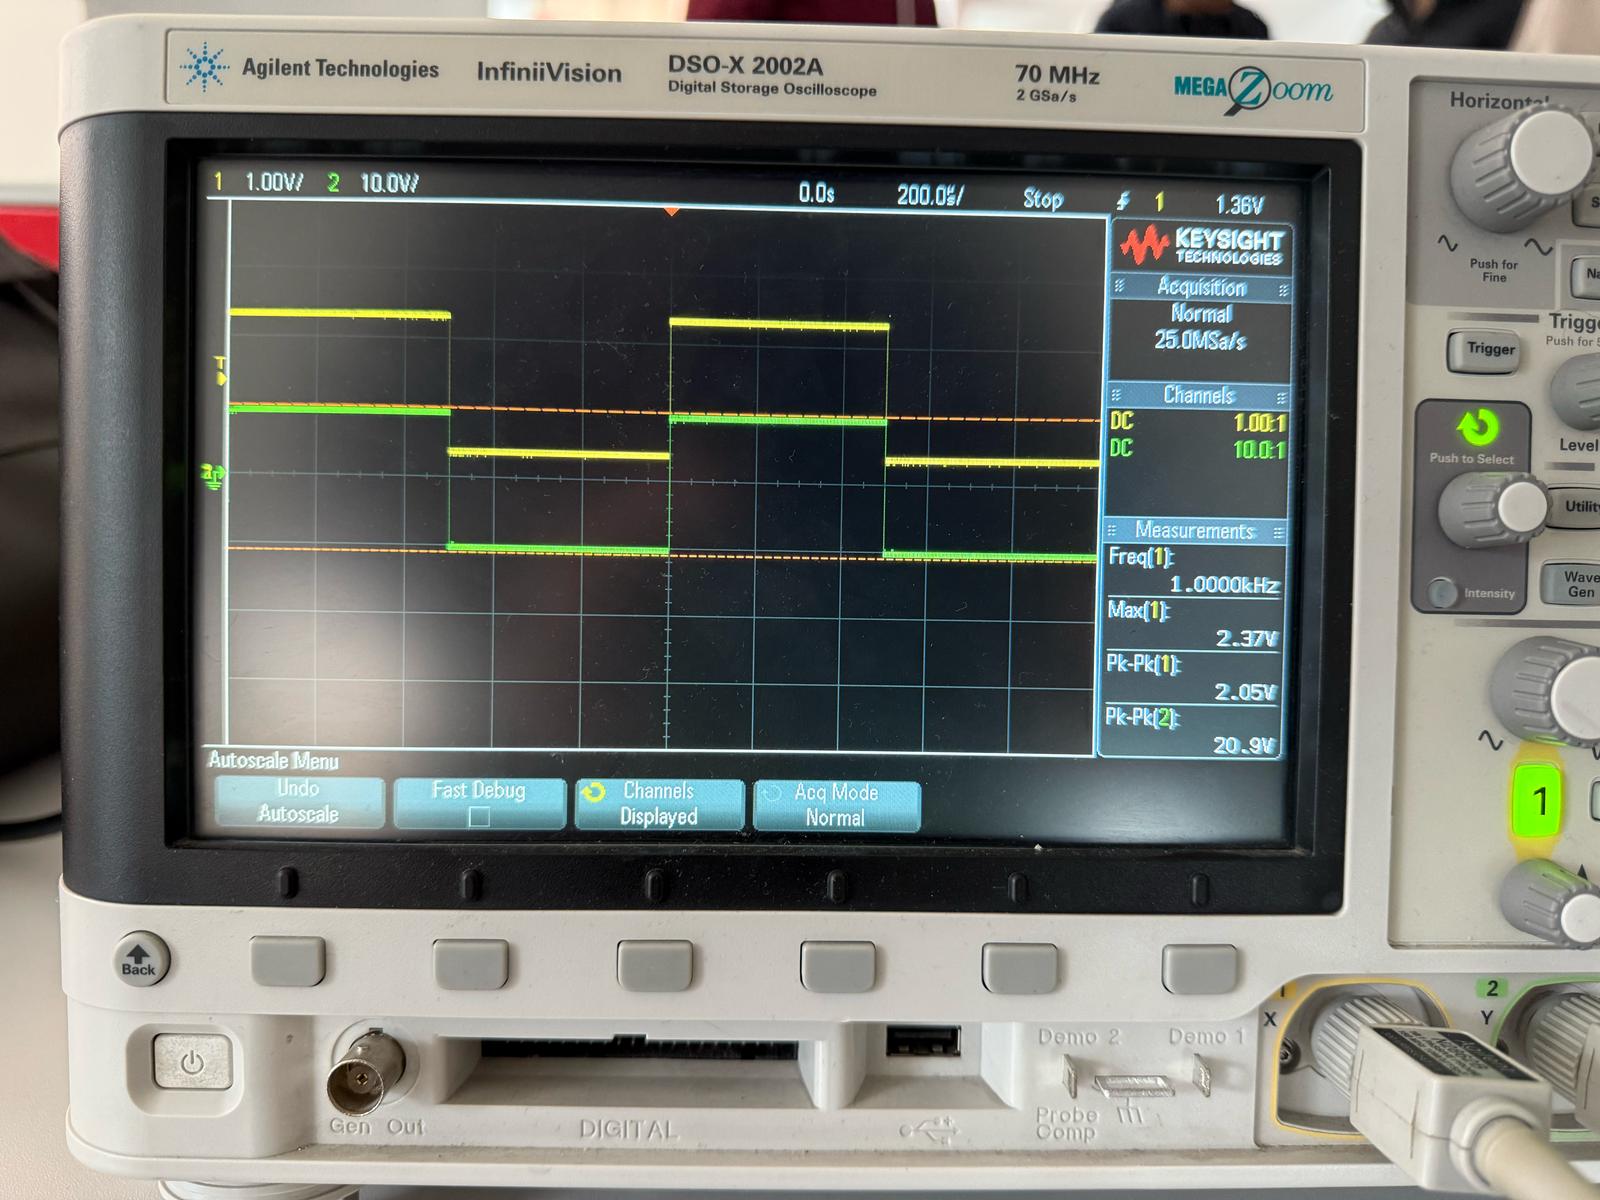 Agilent Technologies InfiniiVision DSO-X 2002A 70 MHz MEGA Zoom
Digital Storage Oscilloscope 2 GSa/s
1 1.00V/ 2 10.0V/ 0.0s 200.0µs/ Stop 1 1.36V
KEYSIGHT
TECHNOLOGIES
Acquisition
Normal
25.0MSa/s
Channels
DC 1.00:1
DC 10.0:1
Measurements
Freq(1):
1.0000kHz
Max(1):
2.37V
Pk-Pk(1):
2.05V
Pk-Pk(2):
20.9V
T
Autoscale Menu
Undo
Autoscale
Fast Debug
Channels
Displayed
Acq Mode
Normal
Horizontal
Push for
Fine
Trigger
Level
Push to Select
Utility
Wave
Gen
Intensity
1
Back
Gen Out
DIGITAL
Demo 2 Demo 1
Probe
Comp
1
X
2
Y